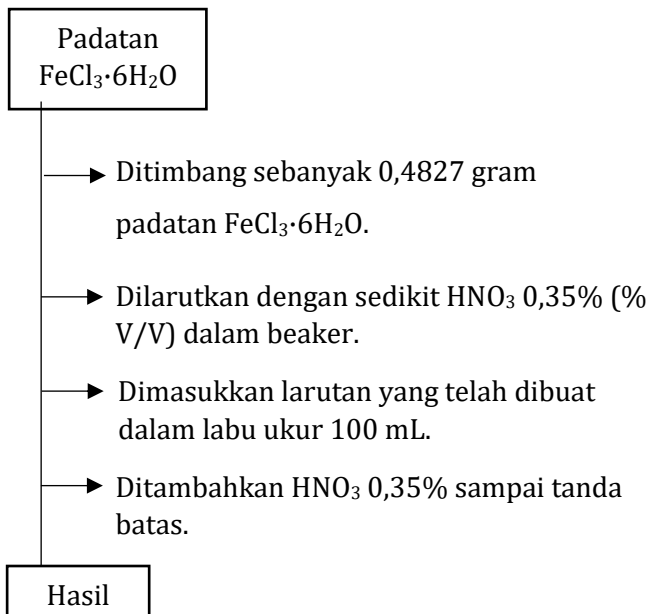 Padatan
FeCl₃·6H₂O
Ditimbang sebanyak 0,4827 gram
padatan FeCl₃·6H₂O.
Dilarutkan dengan sedikit HNO₃ 0,35% (%
V/V) dalam beaker.
Dimasukkan larutan yang telah dibuat
dalam labu ukur 100 mL.
Ditambahkan HNO₃ 0,35% sampai tanda
batas.
Hasil